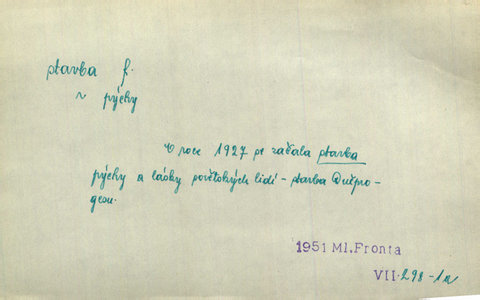 stavba f.
~ pýchy
V roce 1927 se začala stavba
pýchy a lásky sovětských lidí – stavba Dněpro-
gesu.
1951 Ml.Fronta
VII-298-1a